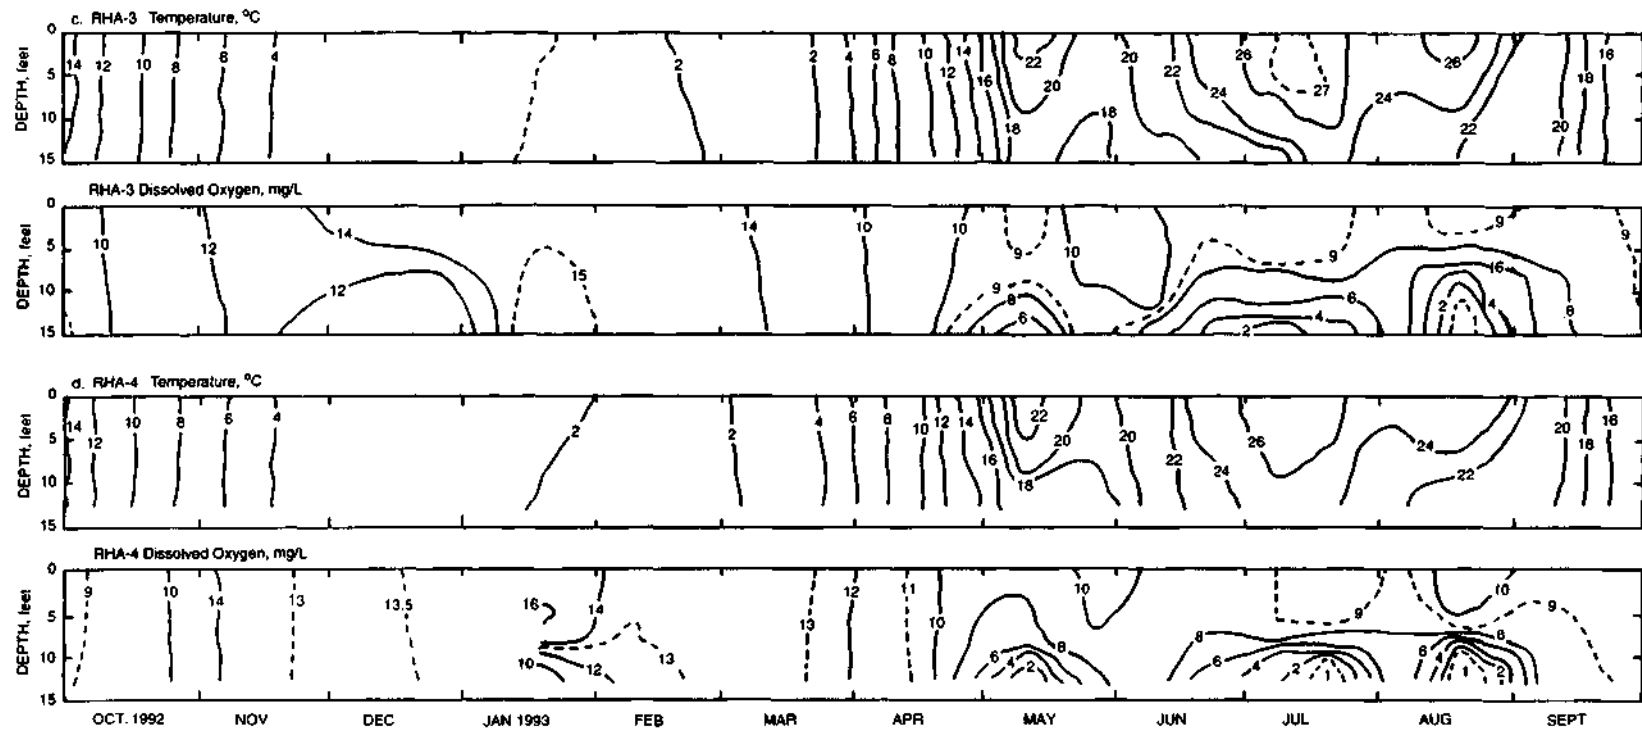 c. RHA-3 Temperature, °C
DEPTH, feet
0
5
10
15
14 12 10 8 6 4 2 2 4 6 8 10 12 14 16 18 22 20 18 20 22 24 26 27 24 26 22 20 18 16
RHA-3 Dissolved Oxygen, mg/L
DEPTH, feet
0
5
10
15
10 12 14 12 15 14 10 10 9 8 6 9 10 9 6 4 2 9 16 2 4 8 9
d. RHA-4 Temperature, °C
DEPTH, feet
0
5
10
15
14 12 10 8 6 4 2 2 4 6 8 10 12 14 16 18 22 20 20 22 24 26 24 22 20 18 16
RHA-4 Dissolved Oxygen, mg/L
DEPTH, feet
0
5
10
15
9 10 14 13 13.5 16 14 10 12 13 13 12 11 10 6 4 2 8 10 8 6 4 2 1 9 6 4 1 2 8 10 9
OCT. 1992 NOV DEC JAN 1993 FEB MAR APR MAY JUN JUL AUG SEPT